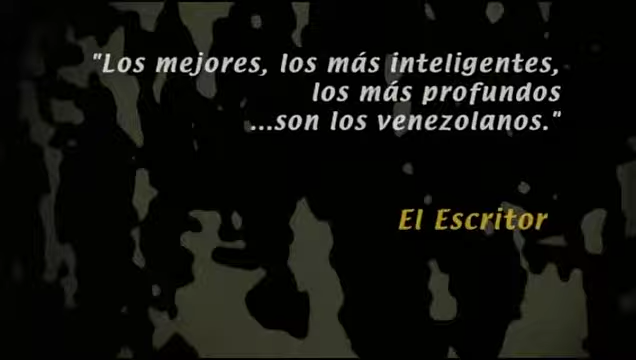 "Los mejores, los más inteligentes,
los más profundos
...son los venezolanos."
El Escritor